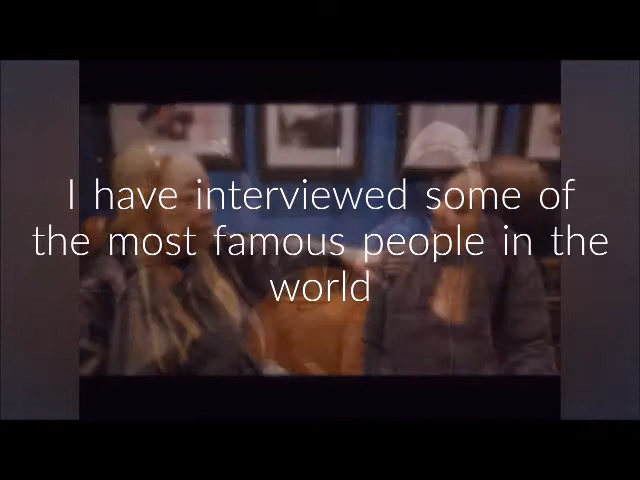 I have interviewed some of
the most famous people in the
world